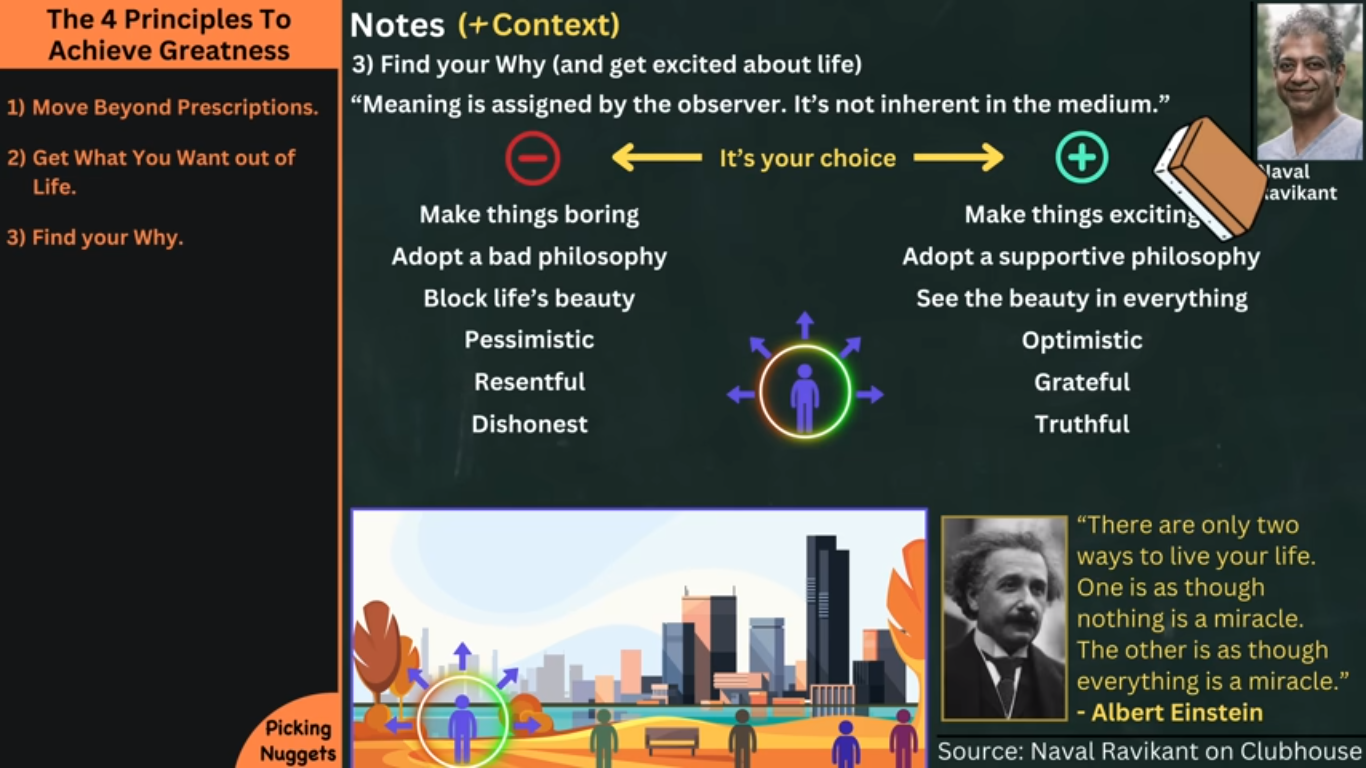 The 4 Principles To
Achieve Greatness
1) Move Beyond Prescriptions.
2) Get What You Want out of
Life.
3) Find your Why.
Picking
Nuggets
Notes (+Context)
3) Find your Why (and get excited about life)
“Meaning is assigned by the observer. It’s not inherent in the medium.”
It’s your choice
Make things boring
Adopt a bad philosophy
Block life’s beauty
Pessimistic
Resentful
Dishonest
Make things exciting
Adopt a supportive philosophy
See the beauty in everything
Optimistic
Grateful
Truthful
Naval
Ravikant
“There are only two
ways to live your life.
One is as though
nothing is a miracle.
The other is as though
everything is a miracle.”
- Albert Einstein
Source: Naval Ravikant on Clubhouse